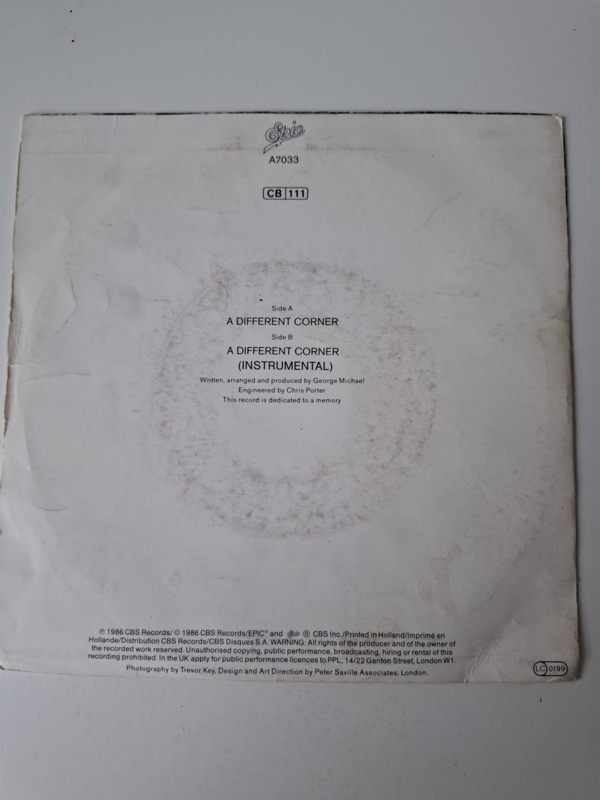 Epic
A7033
CB 111
Side A
A DIFFERENT CORNER
Side B
A DIFFERENT CORNER
(INSTRUMENTAL)
Written, arranged and produced by George Michael
Engineered by Chris Porter
This record is dedicated to a memory
℗ 1986 CBS Records/ © 1986 CBS Records/EPIC® and Epic ® CBS Inc./Printed in Holland/Imprimé en
Hollande/Distribution CBS Records/CBS Disques S.A. WARNING: All rights of the producer and of the owner of
the recorded work reserved. Unauthorised copying, public performance, broadcasting, hiring or rental of this
recording prohibited. In the UK apply for public performance licences to PPL, 14/22 Ganton Street, London W1.
Photography by Trevor Key, Design and Art Direction by Peter Saville Associates, London.
LC 0199